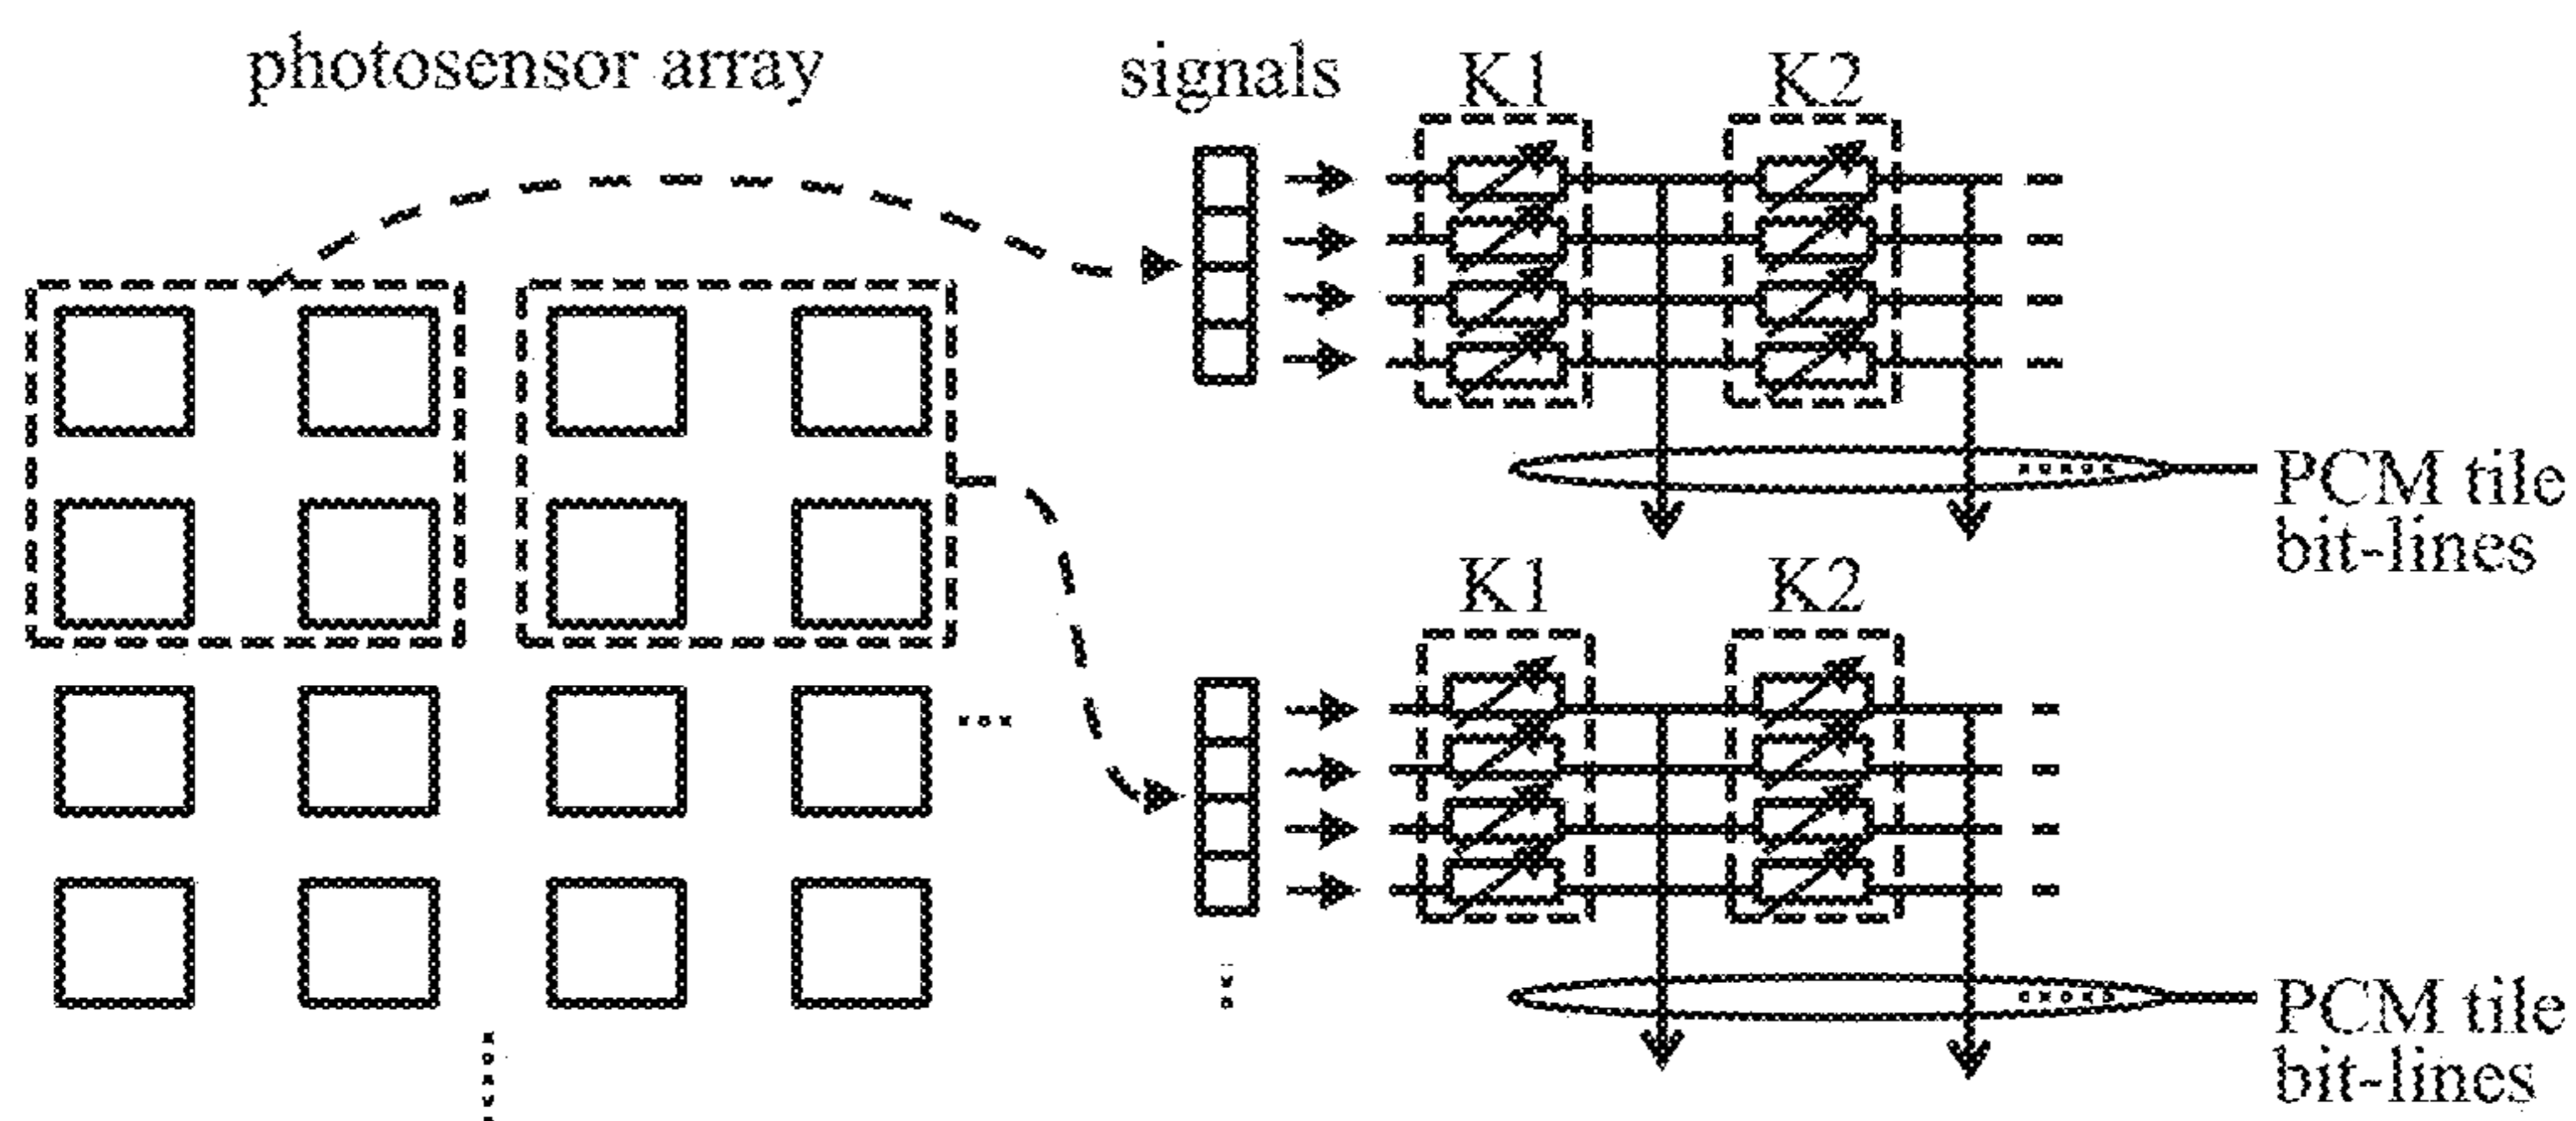 photosensor array
signals
K1
K2
PCM tile
bit-lines
K1
K2
PCM tile
bit-lines